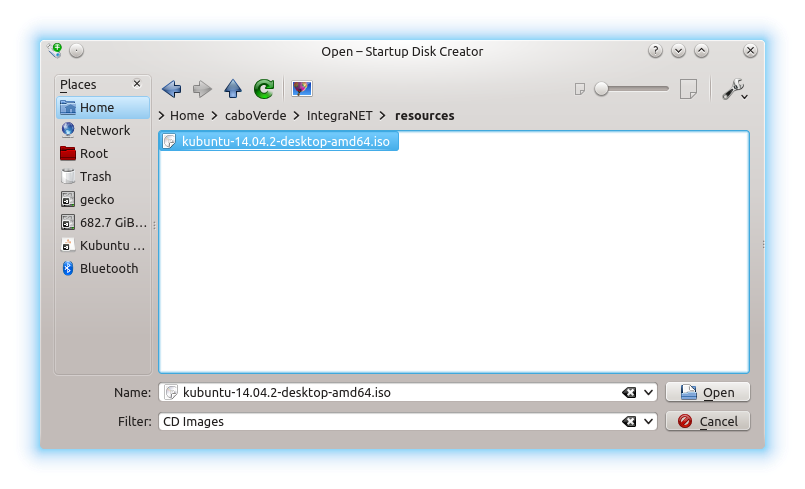 Open – Startup Disk Creator
Places
Home
Network
Root
Trash
gecko
682.7 GiB...
Kubuntu ...
Bluetooth
> Home > caboVerde > IntegraNET > resources
kubuntu-14.04.2-desktop-amd64.iso
Name: kubuntu-14.04.2-desktop-amd64.iso Open
Filter: CD Images Cancel